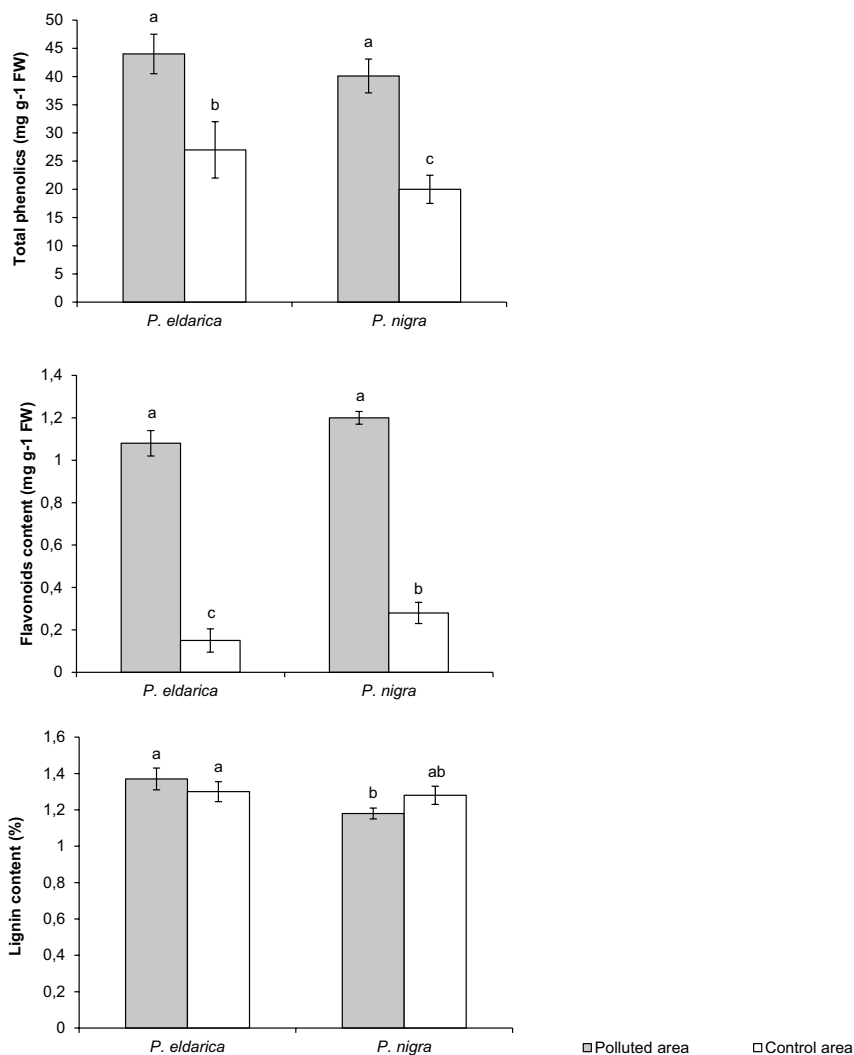 Total phenolics (mg g-1 FW)
50
45
40
35
30
25
20
15
10
5
0
a
b
a
c
P. eldarica
P. nigra
Flavonoids content (mg g-1 FW)
1,4
1,2
1
0,8
0,6
0,4
0,2
0
a
c
a
b
P. eldarica
P. nigra
Lignin content (%)
1,6
1,4
1,2
1
0,8
0,6
0,4
0,2
0
a
a
b
ab
P. eldarica
P. nigra
Polluted area
Control area